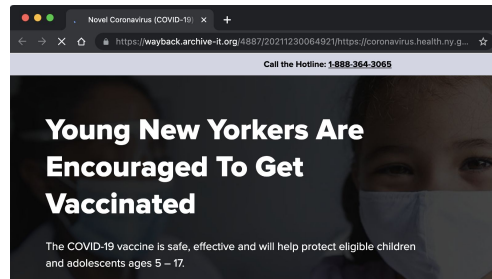 Novel Coronavirus (COVID-19)
https://wayback.archive-it.org/4887/20211230064921/https://coronavirus.health.ny.g...
Call the Hotline: 1-888-364-3065
Young New Yorkers Are
Encouraged To Get
Vaccinated
The COVID-19 vaccine is safe, effective and will help protect eligible children
and adolescents ages 5 – 17.